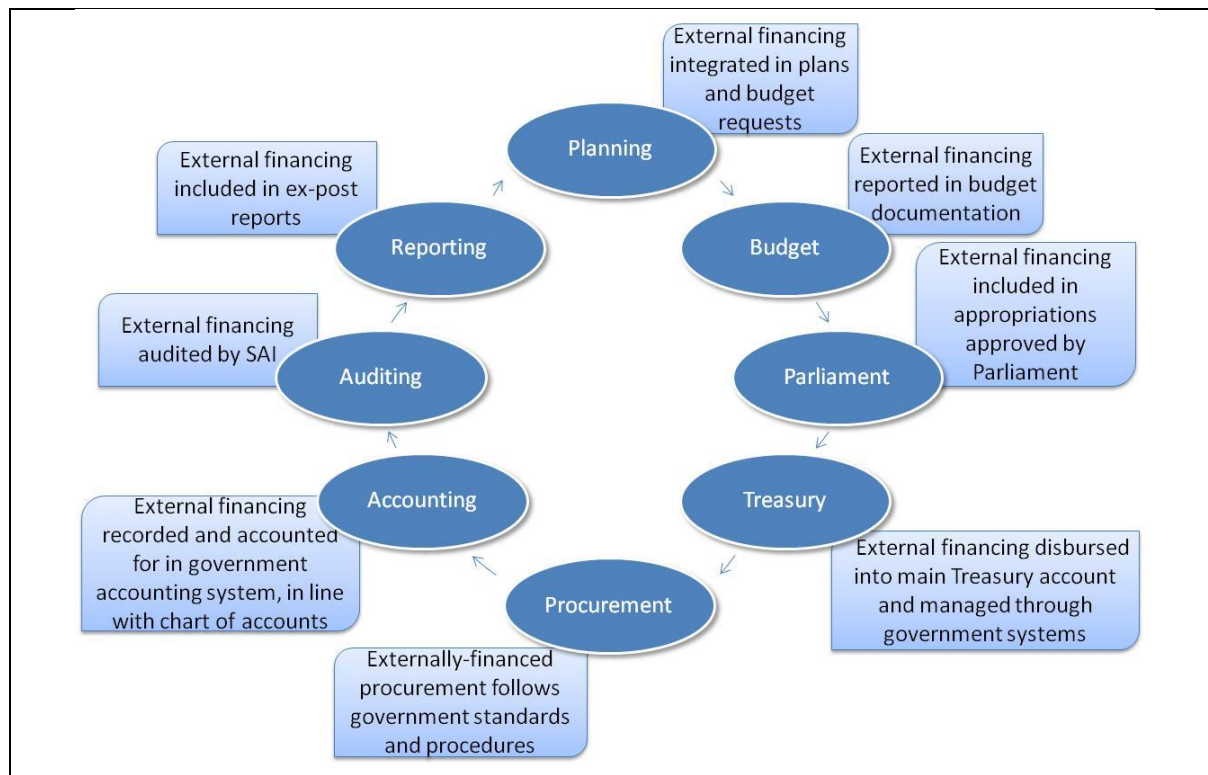 External financing
integrated in plans
and budget
requests
Planning
External financing
reported in budget
documentation
Budget
External financing
included in
appropriations
approved by
Parliament
Parliament
Treasury
External financing disbursed
into main Treasury account
and managed through
government systems
Procurement
Externally-financed
procurement follows
government standards
and procedures
Accounting
External financing
recorded and accounted
for in government
accounting system, in line
with chart of accounts
Auditing
External financing
audited by SAI
Reporting
External financing
included in ex-post
reports